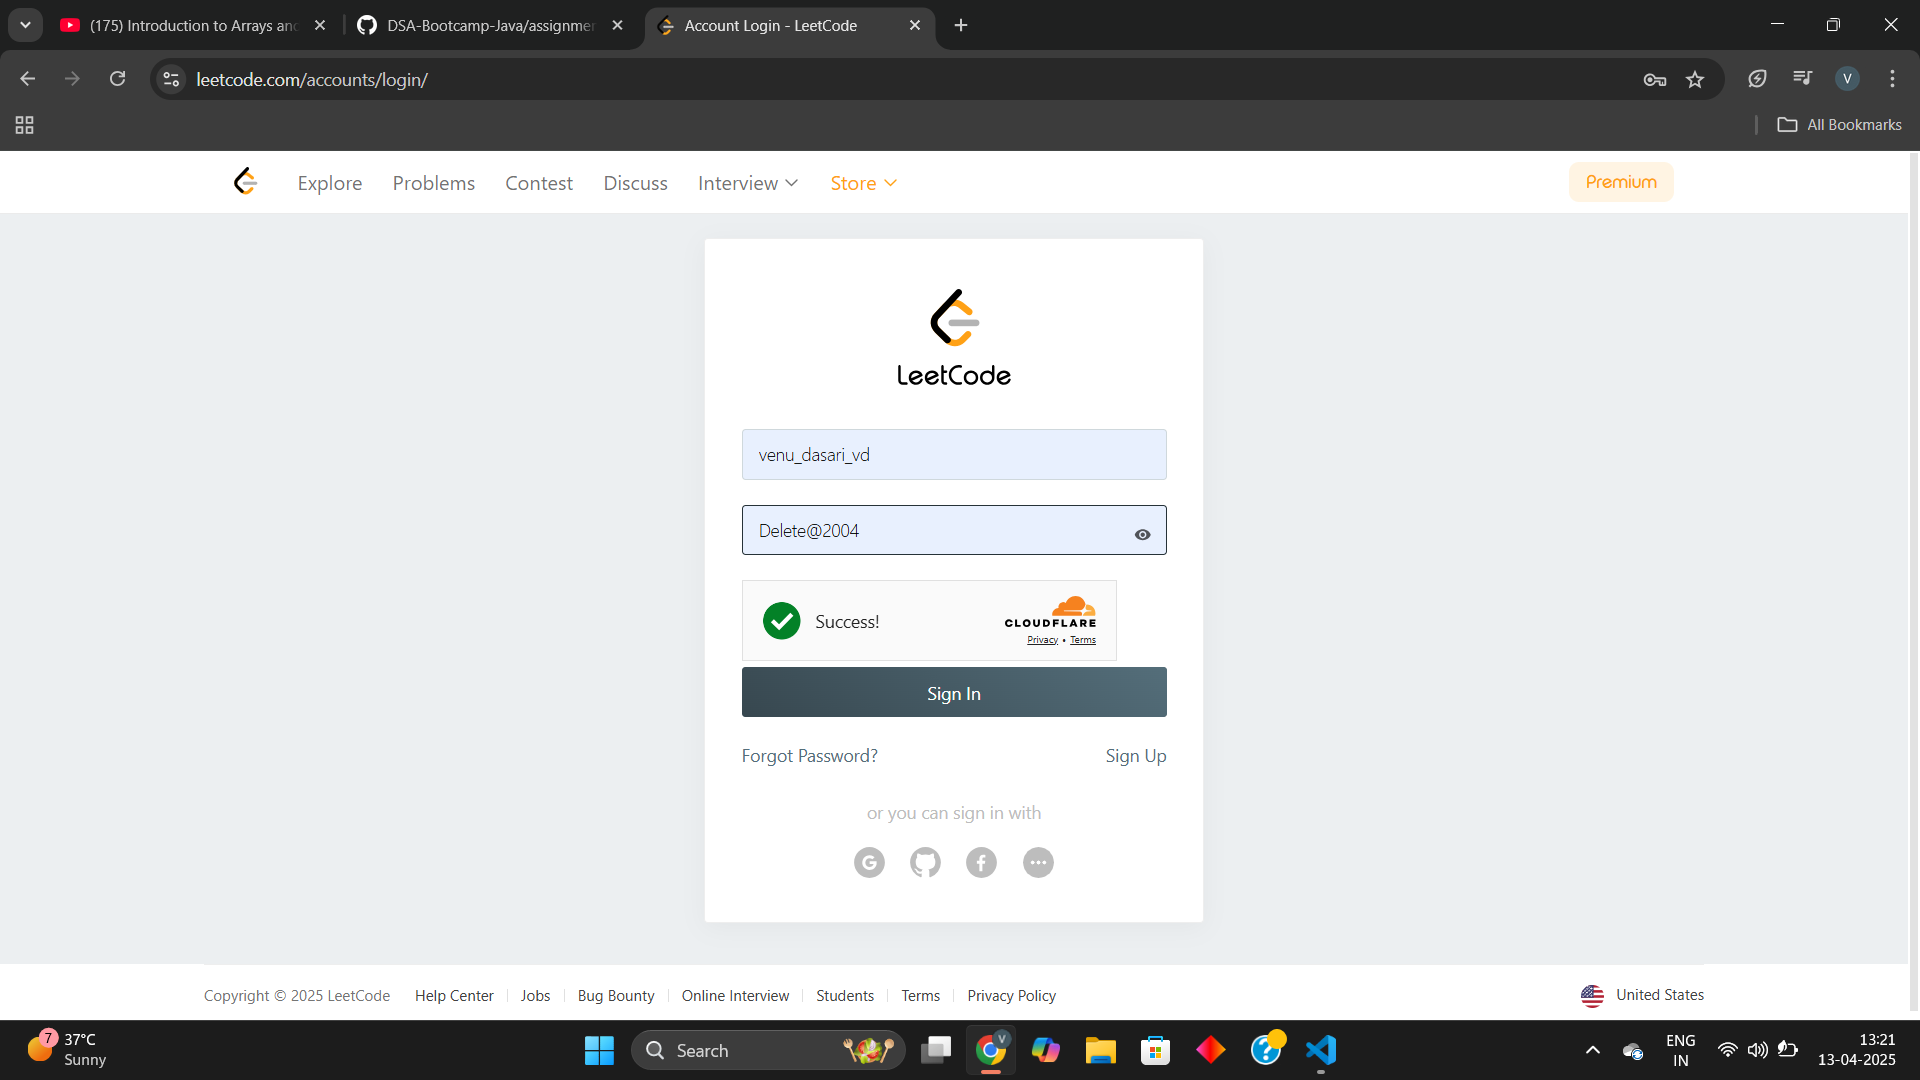 (175) Introduction to Arrays and
DSA-Bootcamp-Java/assignmen
Account Login - LeetCode
leetcode.com/accounts/login/
V
All Bookmarks
Explore
Problems
Contest
Discuss
Interview
Store
Premium
LeetCode
venu_dasari_vd
Delete@2004
Success!
CLOUDFLARE
Privacy • Terms
Sign In
Forgot Password?
Sign Up
or you can sign in with
Copyright © 2025 LeetCode
Help Center
Jobs
Bug Bounty
Online Interview
Students
Terms
Privacy Policy
United States
7
37°C
Sunny
Search
V
ENG
IN
13:21
13-04-2025